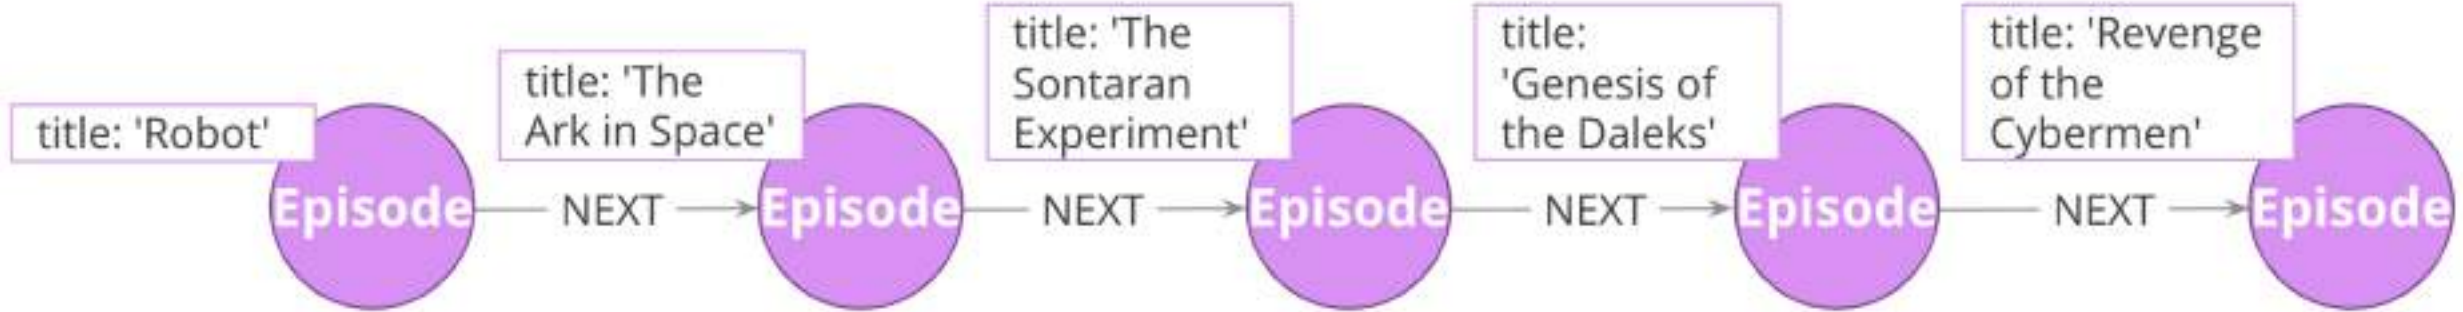 title: 'Robot'
Episode
NEXT
title: 'The
Ark in Space'
Episode
NEXT
title: 'The
Sontaran
Experiment'
Episode
NEXT
title:
'Genesis of
the Daleks'
Episode
NEXT
title: 'Revenge
of the
Cybermen'
Episode